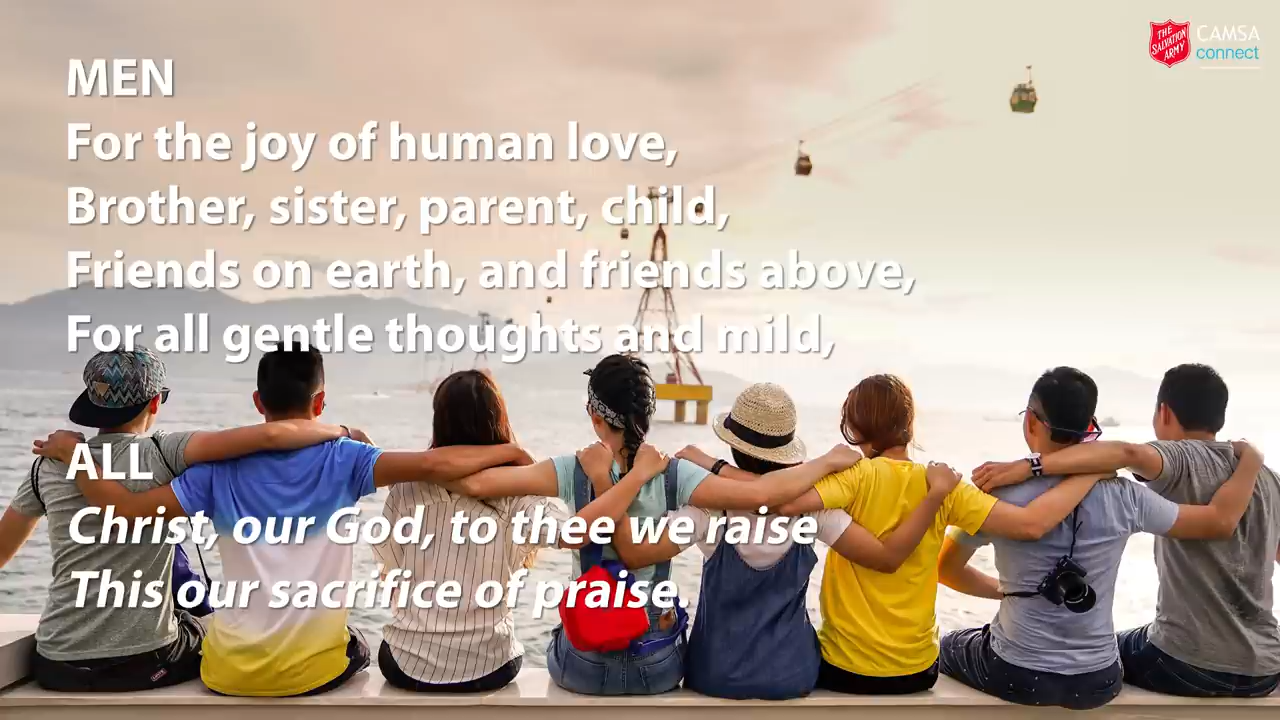 THE
SALVATION
ARMY
CAMSA
connect
MEN
For the joy of human love,
Brother, sister, parent, child,
Friends on earth, and friends above,
For all gentle thoughts and mild,
ALL
Christ, our God, to thee we raise
This our sacrifice of praise.